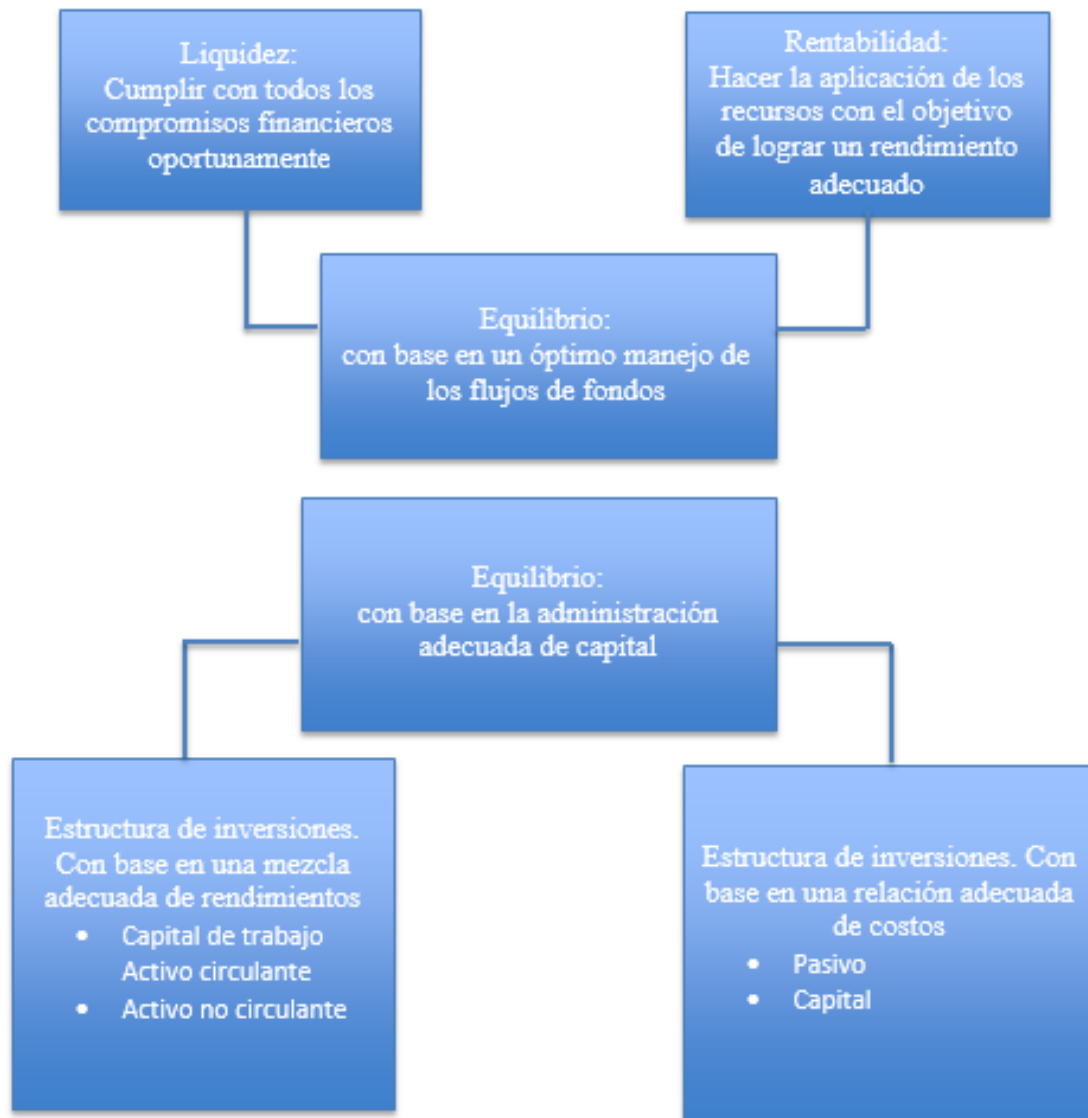 Liquidez:
Cumplir con todos los
compromisos financieros
oportunamente
Rentabilidad:
Hacer la aplicación de los
recursos con el objetivo
de lograr un rendimiento
adecuado
Equilibrio:
con base en un óptimo manejo de
los flujos de fondos
Equilibrio:
con base en la administración
adecuada de capital
Estructura de inversiones.
Con base en una mezcla
adecuada de rendimientos
• Capital de trabajo
Activo circulante
• Activo no circulante
Estructura de inversiones. Con
base en una relación adecuada
de costos
• Pasivo
• Capital